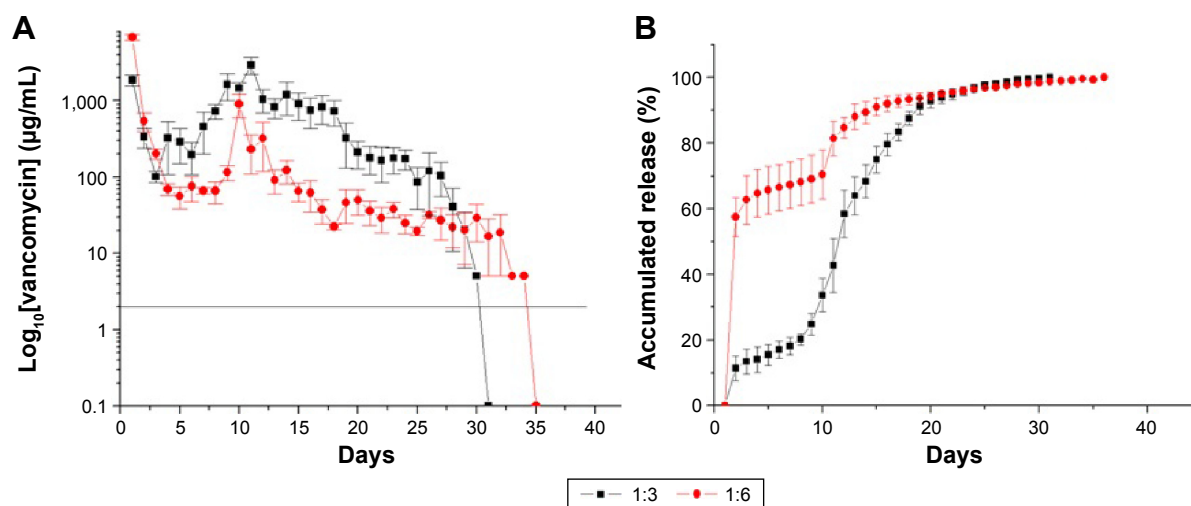 A
Log10[vancomycin] (µg/mL)
1,000
100
10
1
0.1
0 5 10 15 20 25 30 35 40
Days
B
Accumulated release (%)
100
80
60
40
20
0
0 10 20 30 40
Days
1:3 1:6